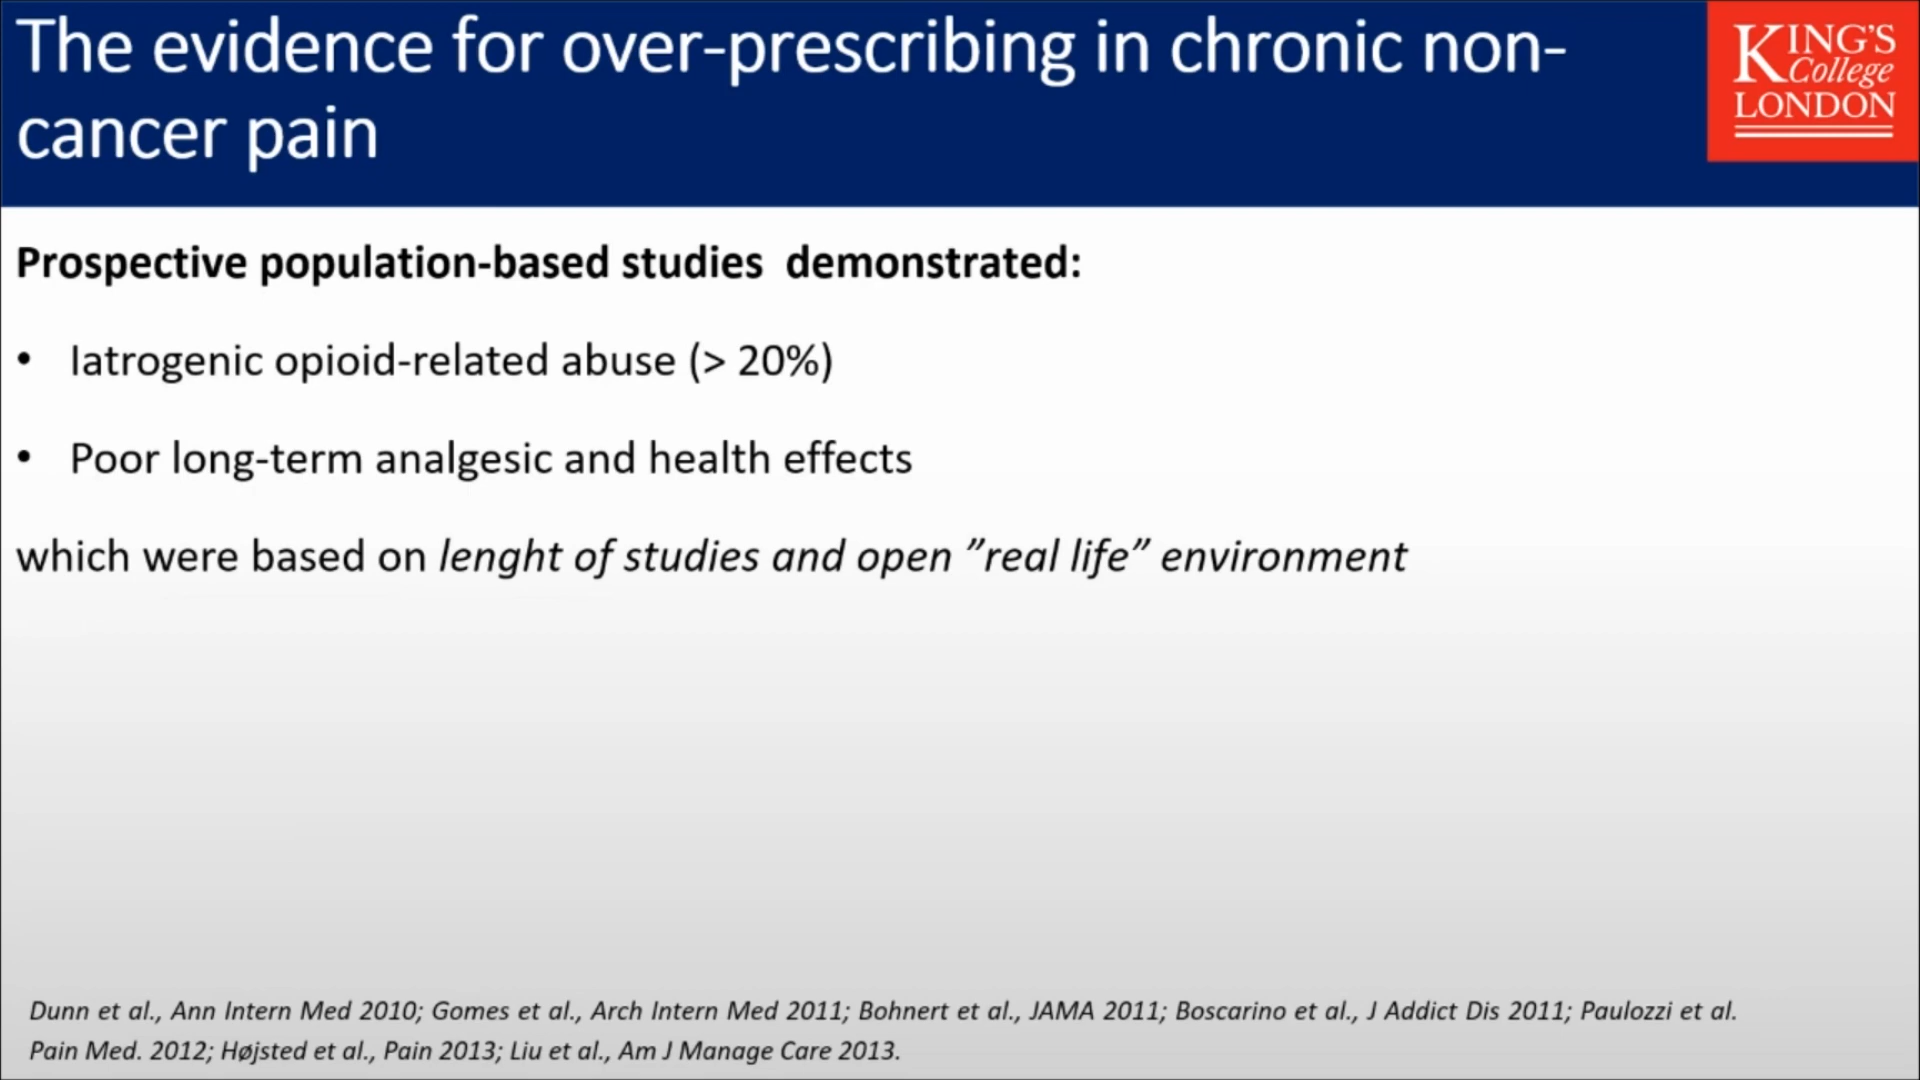 The evidence for over-prescribing in chronic non-
cancer pain
KING'S
College
LONDON
Prospective population-based studies  demonstrated:
• Iatrogenic opioid-related abuse (> 20%)
• Poor long-term analgesic and health effects
which were based on lenght of studies and open ”real life” environment
Dunn et al., Ann Intern Med 2010; Gomes et al., Arch Intern Med 2011; Bohnert et al., JAMA 2011; Boscarino et al., J Addict Dis 2011; Paulozzi et al.
Pain Med. 2012; Højsted et al., Pain 2013; Liu et al., Am J Manage Care 2013.